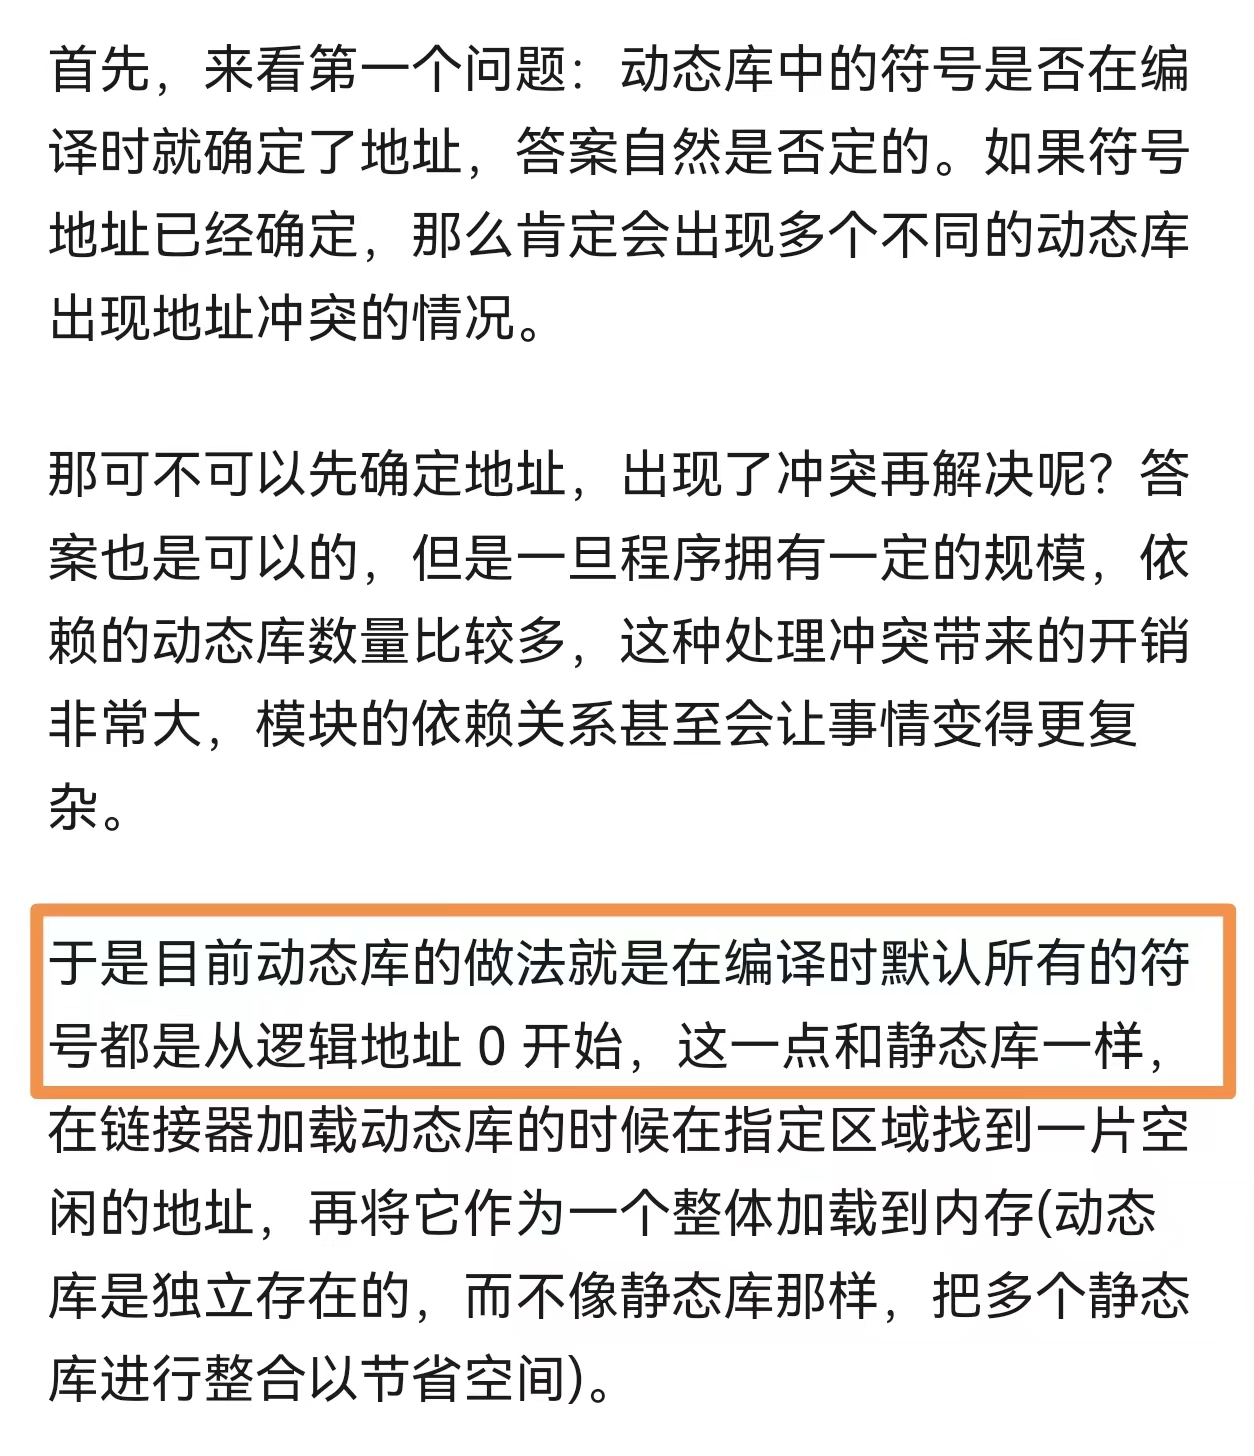 首先，来看第一个问题：动态库中的符号是否在编
译时就确定了地址，答案自然是否定的。如果符号
地址已经确定，那么肯定会出现多个不同的动态库
出现地址冲突的情况。
那可不可以先确定地址，出现了冲突再解决呢？答
案也是可以的，但是一旦程序拥有一定的规模，依
赖的动态库数量比较多，这种处理冲突带来的开销
非常大，模块的依赖关系甚至会让事情变得更复
杂。
于是目前动态库的做法就是在编译时默认所有的符
号都是从逻辑地址 0 开始，这一点和静态库一样，
在链接器加载动态库的时候在指定区域找到一片空
闲的地址，再将它作为一个整体加载到内存(动态
库是独立存在的，而不像静态库那样，把多个静态
库进行整合以节省空间)。